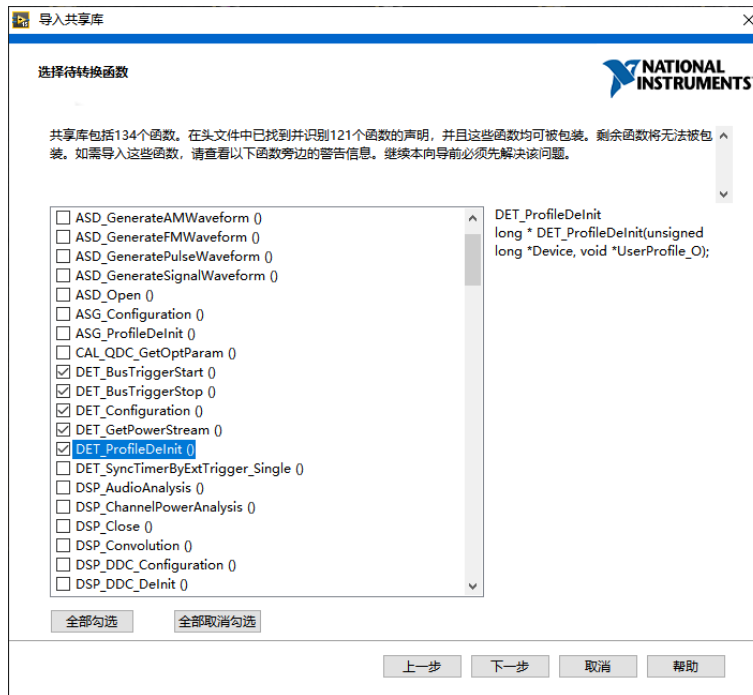 导入共享库
选择待转换函数
NATIONAL
INSTRUMENTS
共享库包括134个函数。在头文件中已找到并识别121个函数的声明，并且这些函数均可被包装。剩余函数将无法被包
装。如需导入这些函数，请查看以下函数旁边的警告信息。继续本向导前必须先解决该问题。
ASD_GenerateAMWaveform ()
ASD_GenerateFMWaveform ()
ASD_GeneratePulseWaveform ()
ASD_GenerateSignalWaveform ()
ASD_Open ()
ASG_Configuration ()
ASG_ProfileDeInit ()
CAL_QDC_GetOptParam ()
DET_BusTriggerStart ()
DET_BusTriggerStop ()
DET_Configuration ()
DET_GetPowerStream ()
DET_ProfileDeInit ()
DET_SyncTimerByExtTrigger_Single ()
DSP_AudioAnalysis ()
DSP_ChannelPowerAnalysis ()
DSP_Close ()
DSP_Convolution ()
DSP_DDC_Configuration ()
DSP_DDC_DeInit ()
DET_ProfileDeInit
long * DET_ProfileDeInit(unsigned
long *Device, void *UserProfile_O);
全部勾选
全部取消勾选
上一步
下一步
取消
帮助